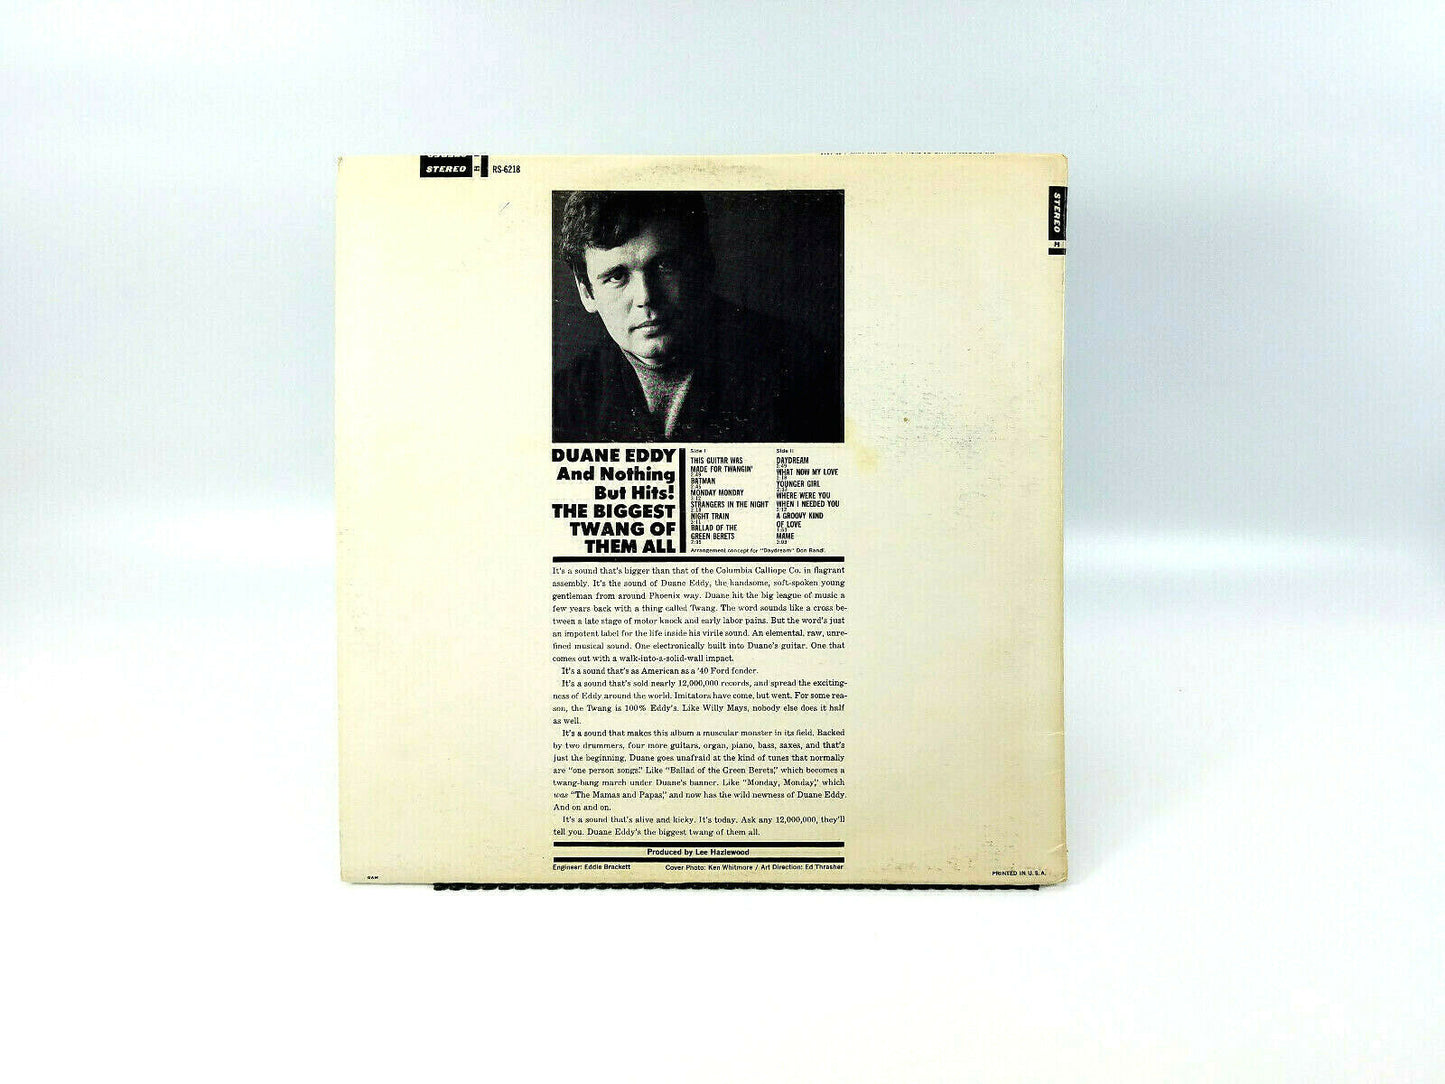 STEREO
RS-6218
STEREO
DUANE EDDY
And Nothing
But Hits!
THE BIGGEST
TWANG OF
THEM ALL
Side I
THIS GUITAR WAS
MADE FOR TWANGIN'
BATMAN
MONDAY MONDAY
STRANGERS IN THE NIGHT
NIGHT TRAIN
BALLAD OF THE
GREEN BERETS
Side II
DAYDREAM
WHAT NOW MY LOVE
YOUNGER GIRL
WHERE WERE YOU
WHEN I NEEDED YOU
A GROOVY KIND
OF LOVE
MAME
Arrangement concept for "Daydream" Don Randi.
It's a sound that's bigger than that of the Columbia Calliope Co. in flagrant
assembly. It's the sound of Duane Eddy, the handsome, soft-spoken young
gentleman from around Phoenix way. Duane hit the big league of music a
few years back with a thing called Twang. The word sounds like a cross be-
tween a late stage of motor knock and early labor pains. But the word's just
an impotent label for the life inside his virile sound. An elemental, raw, unre-
fined musical sound. One electronically built into Duane's guitar. One that
comes out with a walk-into-a-solid-wall impact.
It's a sound that's as American as a '40 Ford fender.
It's a sound that's sold nearly 12,000,000 records, and spread the exciting-
ness of Eddy around the world. Imitators have come, but went. For some rea-
son, the Twang is 100% Eddy's. Like Willy Mays, nobody else does it half
as well.
It's a sound that makes this album a muscular monster in its field. Backed
by two drummers, four more guitars, organ, piano, bass, saxes, and that's
just the beginning, Duane goes unafraid at the kind of tunes that normally
are "one person songs." Like "Ballad of the Green Berets," which becomes a
twang-bang march under Duane's banner. Like "Monday, Monday," which
was "The Mamas and Papas," and now has the wild newness of Duane Eddy.
And on and on.
It's a sound that's alive and kicky. It's today. Ask any 12,000,000, they'll
tell you. Duane Eddy's the biggest twang of them all.
Produced by Lee Hazlewood
Engineer: Eddie Brackett
Cover Photo: Ken Whitmore / Art Direction: Ed Thrasher
PRINTED IN U.S.A.